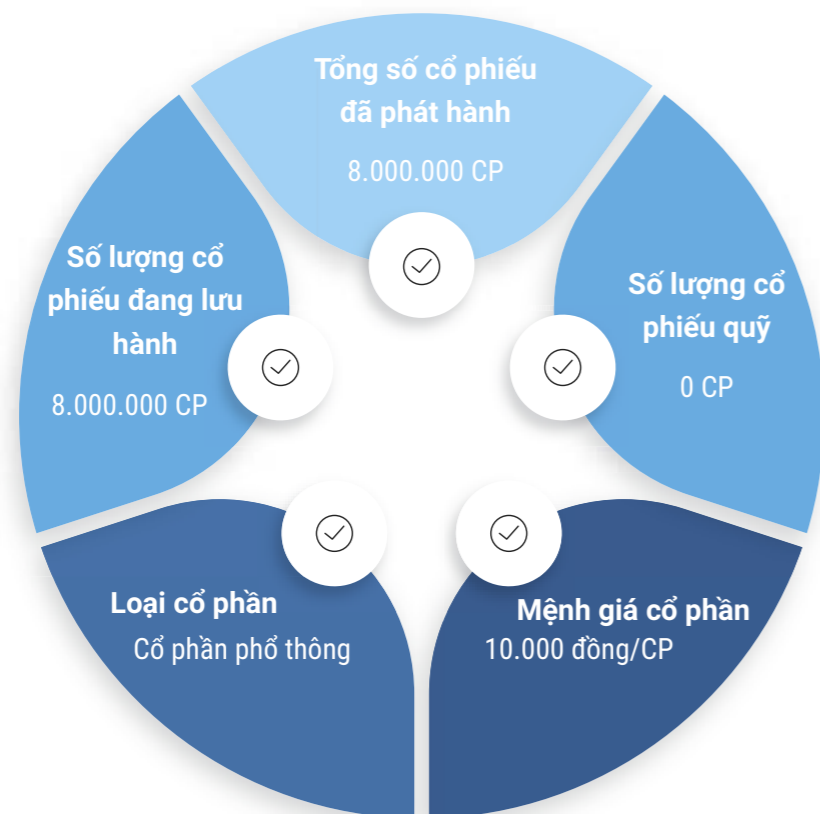 Tổng số cổ phiếu
đã phát hành
8.000.000 CP
Số lượng cổ
phiếu đang lưu
hành
8.000.000 CP
Số lượng cổ
phiếu quỹ
0 CP
Loại cổ phần
Cổ phần phổ thông
Mệnh giá cổ phần
10.000 đồng/CP